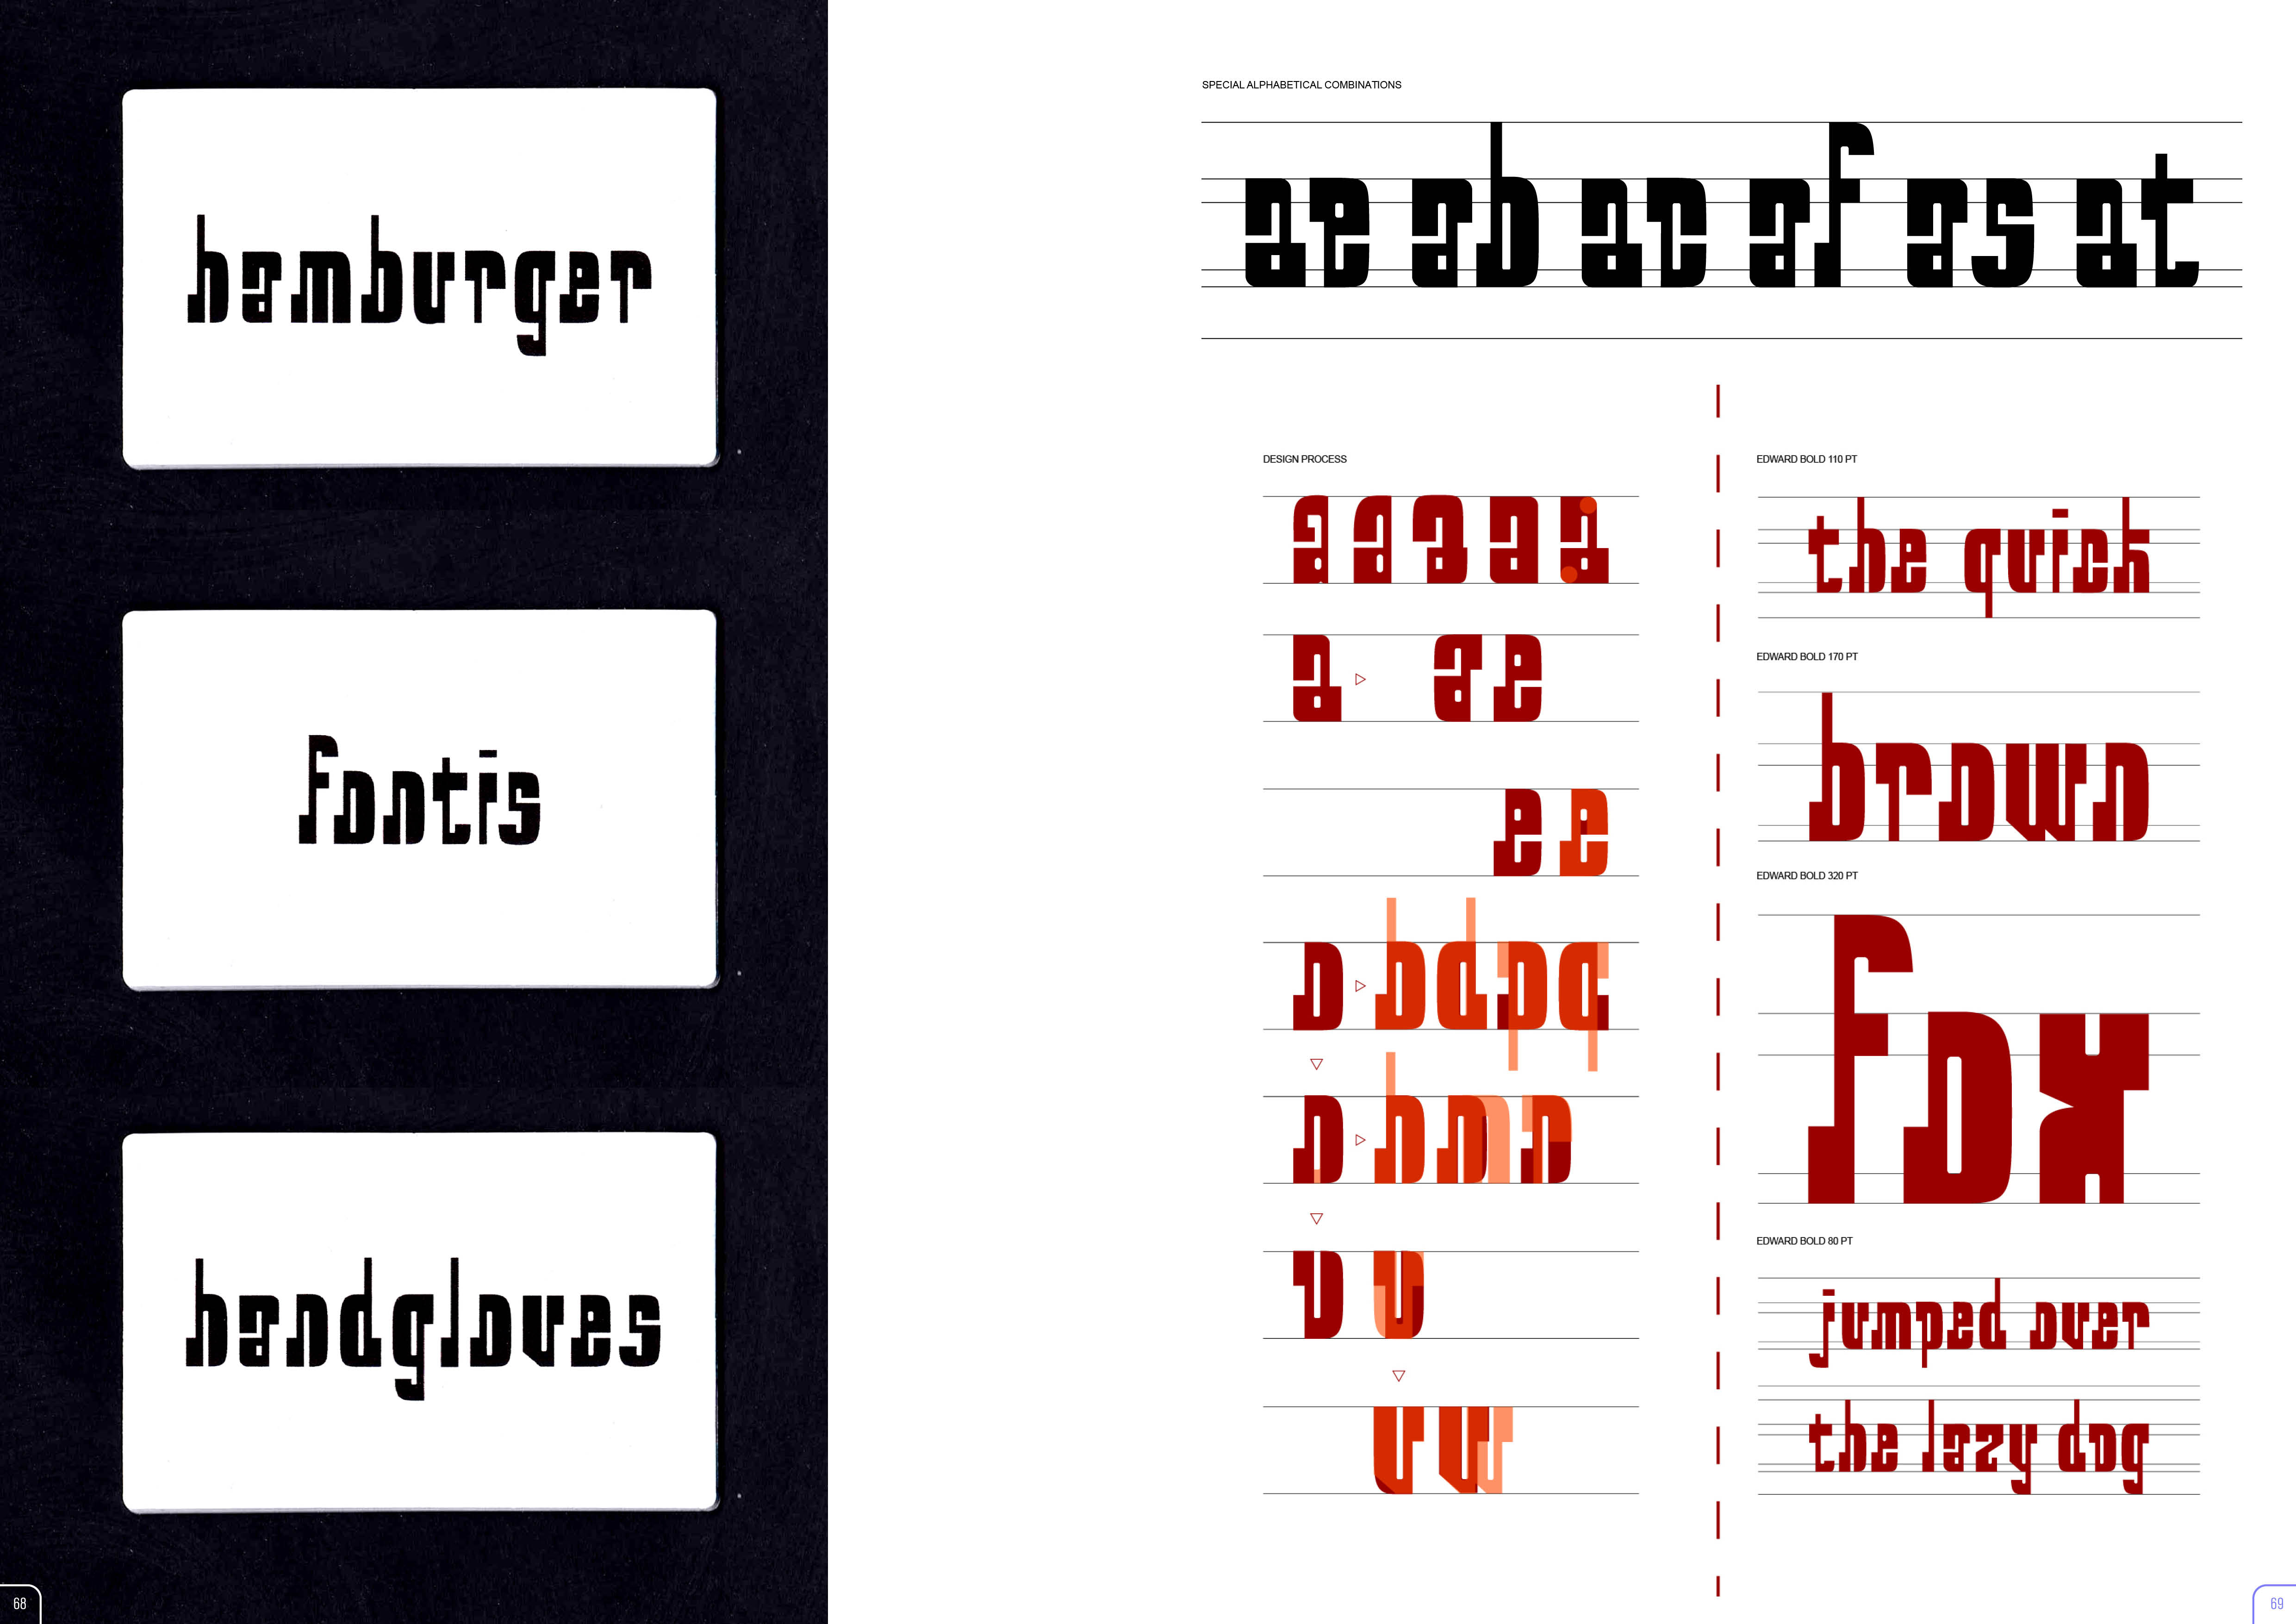 hamburger
fontis
handgloves
68
SPECIAL ALPHABETICAL COMBINATIONS
ae ab ac af as at
DESIGN PROCESS
a a a a a
a ae
e e
o b d p q
o h m n
o u
v w
EDWARD BOLD 110 PT
the quick
EDWARD BOLD 170 PT
brown
EDWARD BOLD 320 PT
fox
EDWARD BOLD 80 PT
jumped over
the lazy dog
69